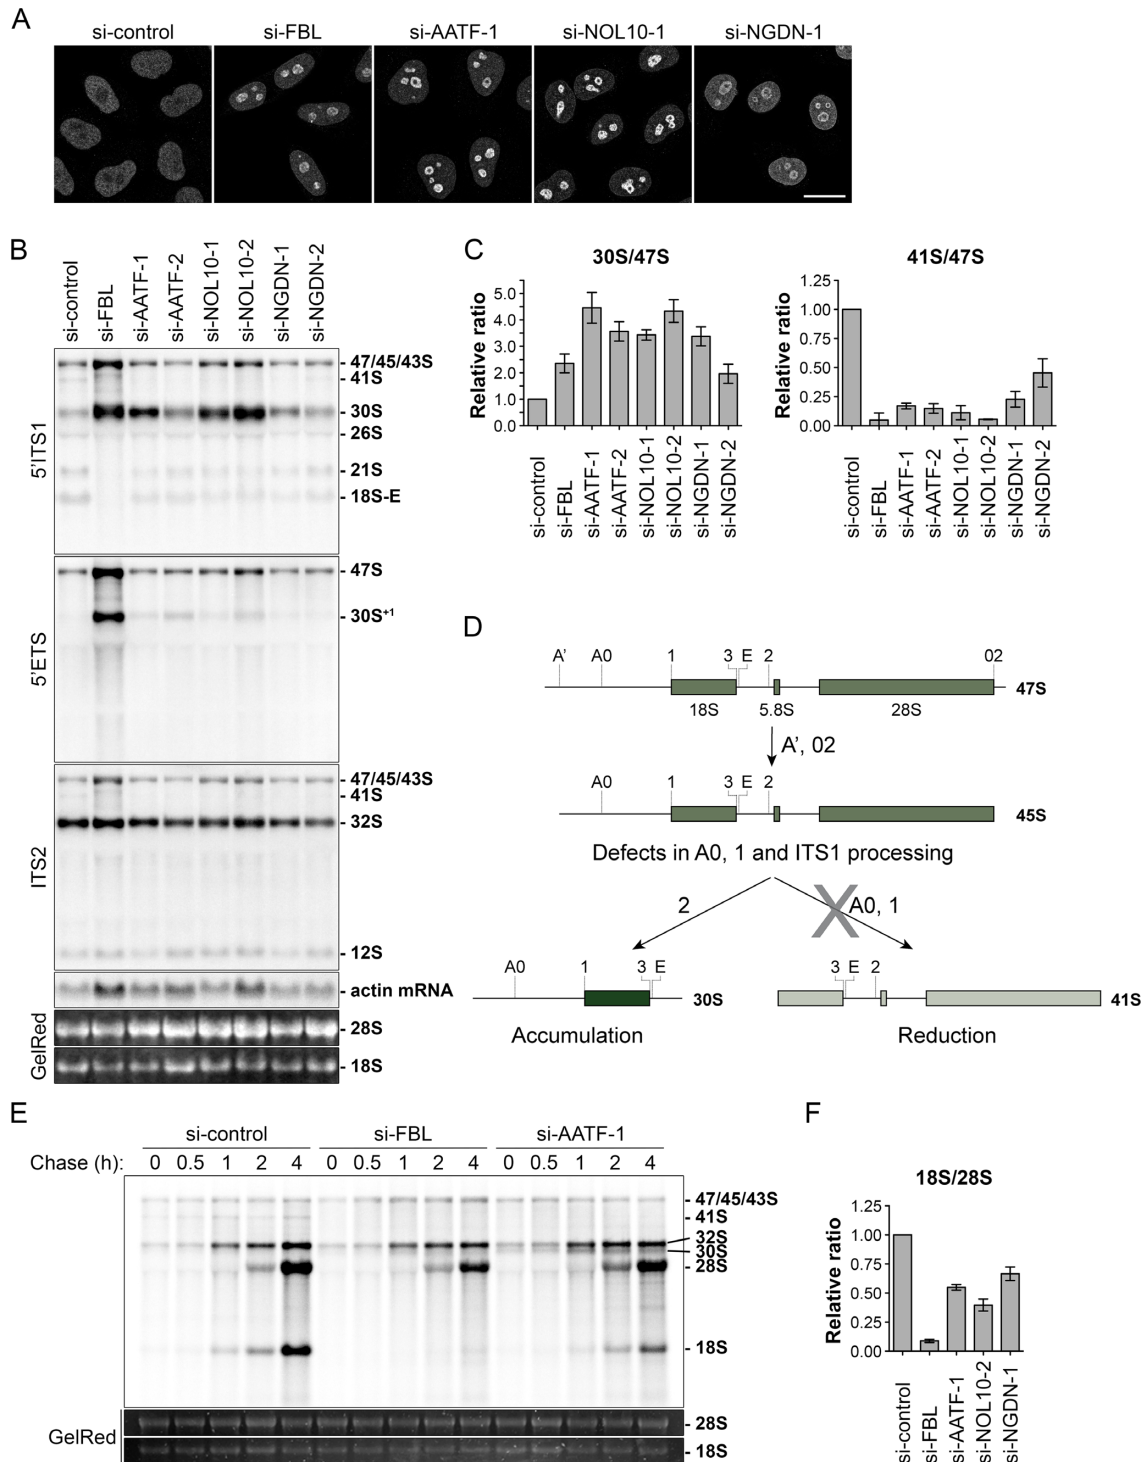 A
si-control si-FBL si-AATF-1 si-NOL10-1 si-NGDN-1
B
si-control si-FBL si-AATF-1 si-AATF-2 si-NOL10-1 si-NOL10-2 si-NGDN-1 si-NGDN-2
5'ITS1
- 47/45/43S
- 41S
- 30S
- 26S
- 21S
- 18S-E
5'ETS
- 47S
- 30S+1
ITS2
- 47/45/43S
- 41S
- 32S
- 12S
- actin mRNA
GelRed
- 28S
- 18S
C
30S/47S
Relative ratio
5.0
4.0
3.0
2.0
1.0
0.0
si-control si-FBL si-AATF-1 si-AATF-2 si-NOL10-1 si-NOL10-2 si-NGDN-1 si-NGDN-2
41S/47S
Relative ratio
1.25
1.00
0.75
0.50
0.25
0.00
si-control si-FBL si-AATF-1 si-AATF-2 si-NOL10-1 si-NOL10-2 si-NGDN-1 si-NGDN-2
D
A' A0 1 3 E 2 02
47S
18S 5.8S 28S
A', 02
A0 1 3 E 2
45S
Defects in A0, 1 and ITS1 processing
2 A0, 1
A0 1 3 E
30S
3 E 2
41S
Accumulation Reduction
E
si-control si-FBL si-AATF-1
Chase (h): 0 0.5 1 2 4 0 0.5 1 2 4 0 0.5 1 2 4
- 47/45/43S
- 41S
32S
30S
- 28S
- 18S
GelRed
- 28S
- 18S
F
18S/28S
Relative ratio
1.25
1.00
0.75
0.50
0.25
0.00
si-control si-FBL si-AATF-1 si-NOL10-2 si-NGDN-1